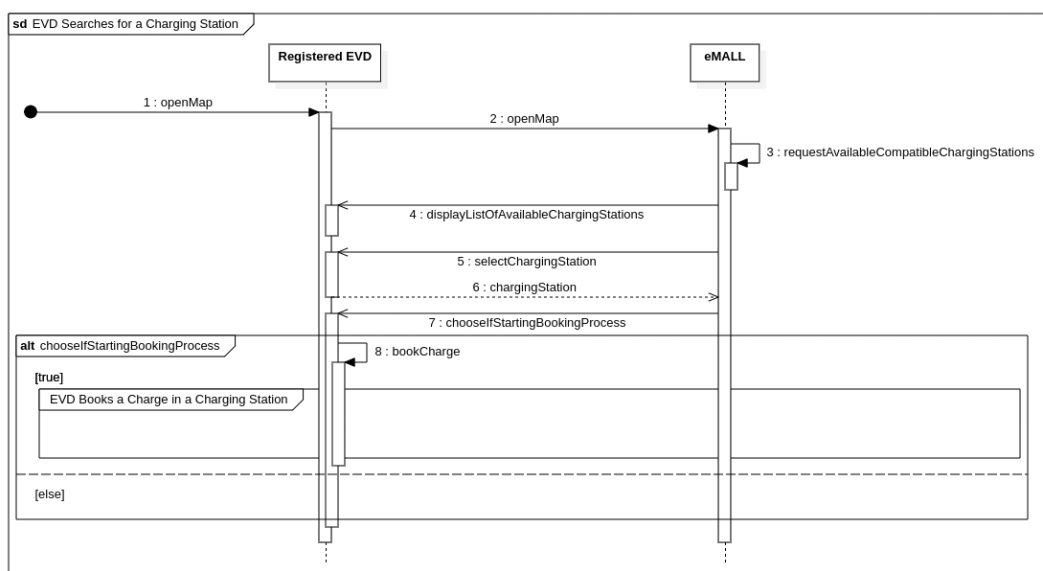 sd EVD Searches for a Charging Station
Registered EVD
eMALL
1 : openMap
2 : openMap
3 : requestAvailableCompatibleChargingStations
4 : displayListOfAvailableChargingStations
5 : selectChargingStation
6 : chargingStation
7 : chooseIfStartingBookingProcess
alt chooseIfStartingBookingProcess
8 : bookCharge
[true]
EVD Books a Charge in a Charging Station
[else]